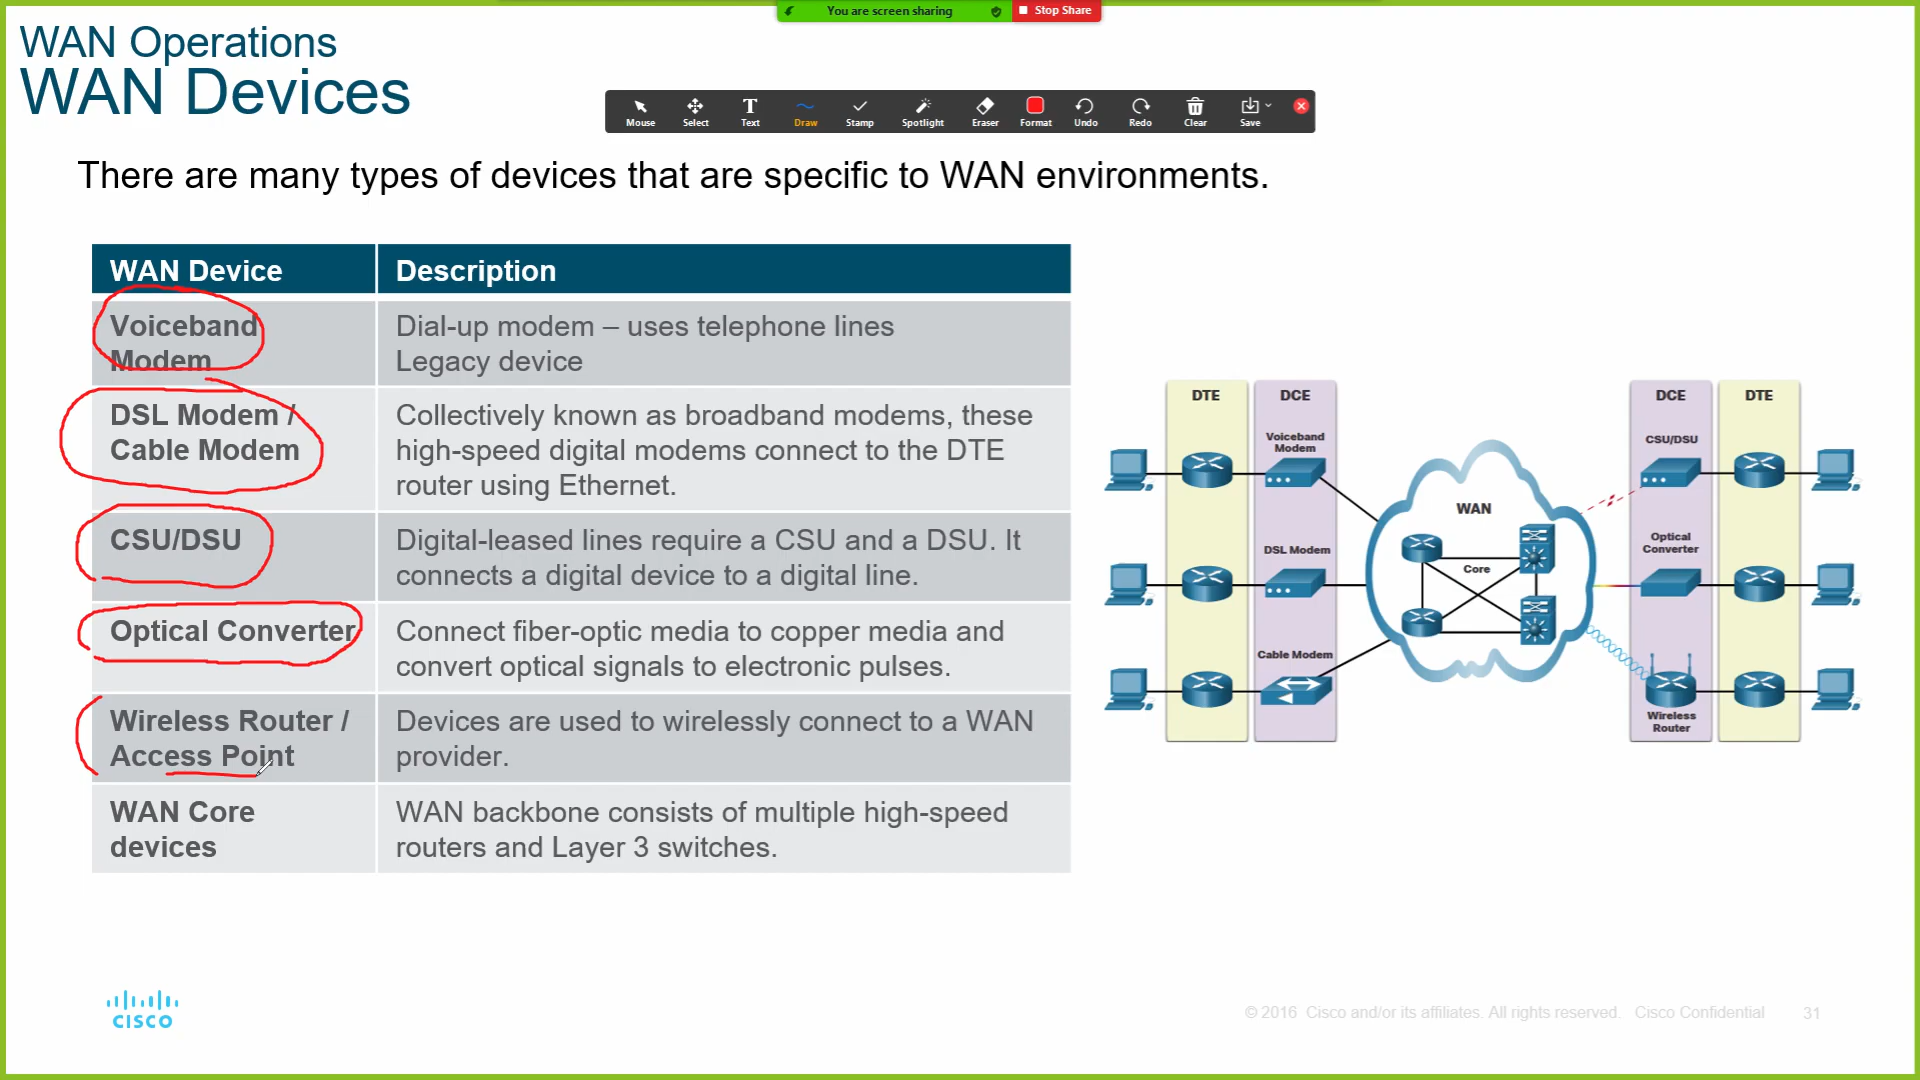 You are screen sharing
Stop Share
WAN Operations
WAN Devices
Mouse Select Text Draw Stamp Spotlight Eraser Format Undo Redo Clear Save
There are many types of devices that are specific to WAN environments.
WAN Device Description
Voiceband
Modem
Dial-up modem – uses telephone lines
Legacy device
DSL Modem /
Cable Modem
Collectively known as broadband modems, these
high-speed digital modems connect to the DTE
router using Ethernet.
CSU/DSU
Digital-leased lines require a CSU and a DSU. It
connects a digital device to a digital line.
Optical Converter
Connect fiber-optic media to copper media and
convert optical signals to electronic pulses.
Wireless Router /
Access Point
Devices are used to wirelessly connect to a WAN
provider.
WAN Core
devices
WAN backbone consists of multiple high-speed
routers and Layer 3 switches.
DTE
DCE
DCE
DTE
Voiceband
Modem
DSL Modem
Cable Modem
WAN
Core
CSU/DSU
Optical
Converter
Wireless
Router
CISCO
© 2016 Cisco and/or its affiliates. All rights reserved. Cisco Confidential
31